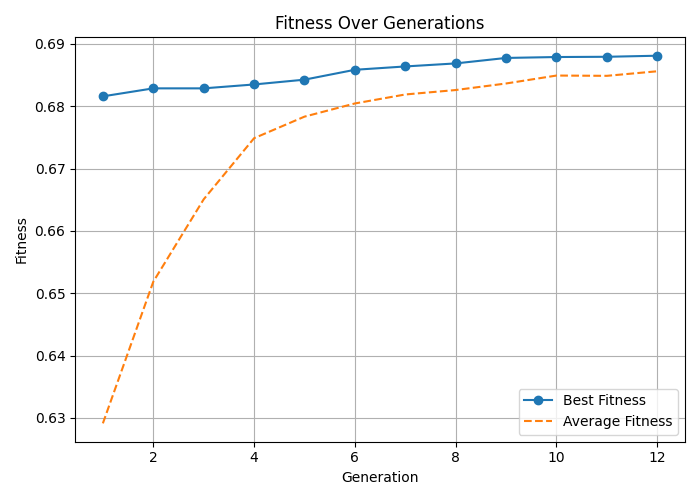 Fitness Over Generations
0.69
0.68
0.67
0.66
0.65
0.64
0.63
Fitness
2 4 6 8 10 12
Generation
Best Fitness
Average Fitness